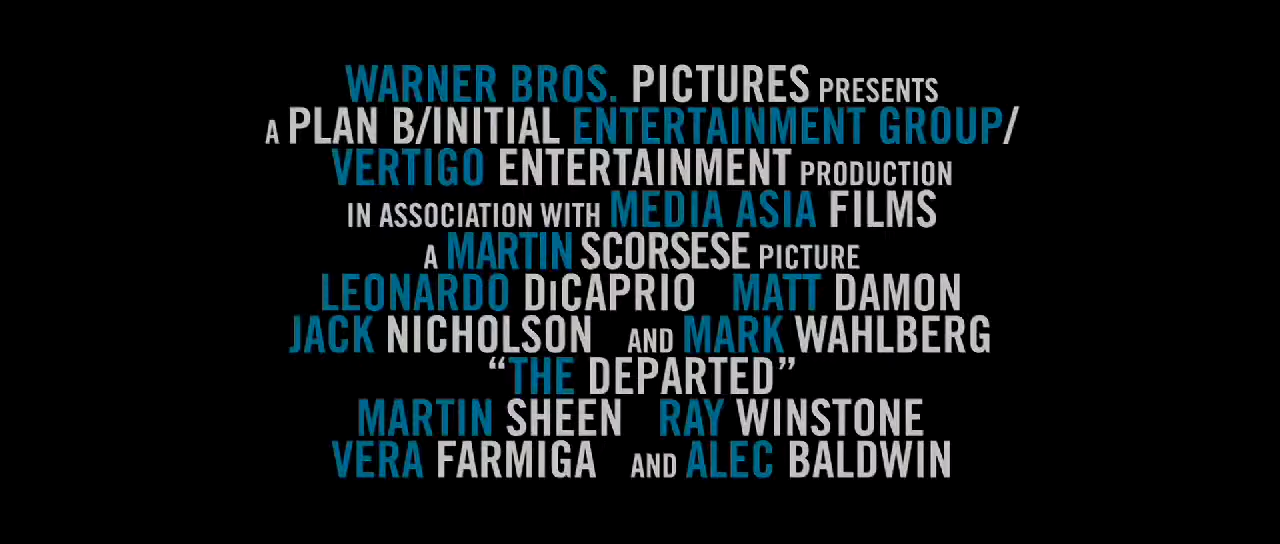 WARNER BROS. PICTURES PRESENTS
A PLAN B/INITIAL ENTERTAINMENT GROUP/
VERTIGO ENTERTAINMENT PRODUCTION
IN ASSOCIATION WITH MEDIA ASIA FILMS
A MARTIN SCORSESE PICTURE
LEONARDO DiCAPRIO MATT DAMON
JACK NICHOLSON AND MARK WAHLBERG
“THE DEPARTED”
MARTIN SHEEN RAY WINSTONE
VERA FARMIGA AND ALEC BALDWIN